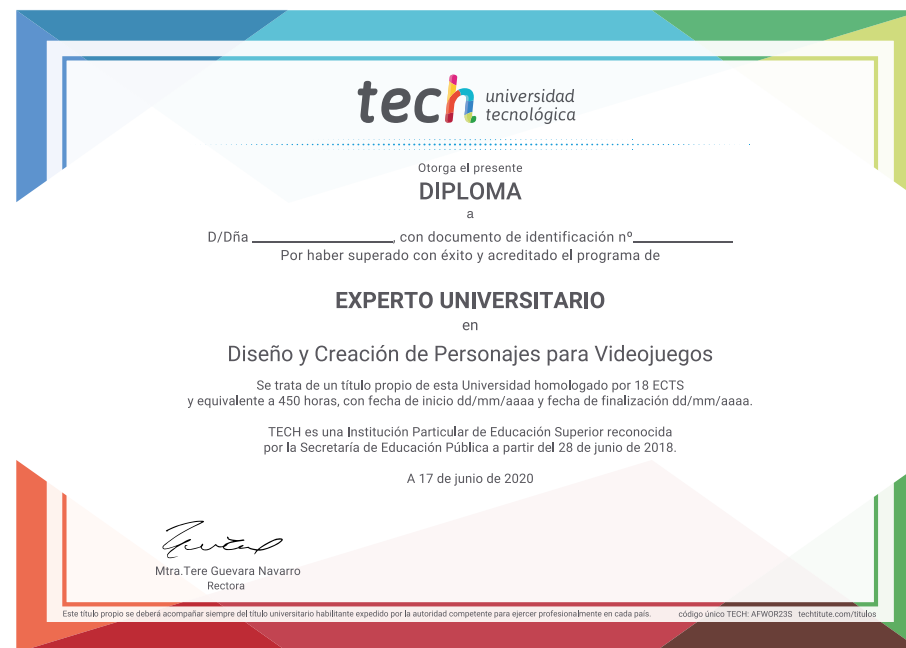 tech universidad
tecnológica
Otorga el presente
DIPLOMA
a
D/Dña ____________________, con documento de identificación nº______________
Por haber superado con éxito y acreditado el programa de
EXPERTO UNIVERSITARIO
en
Diseño y Creación de Personajes para Videojuegos
Se trata de un título propio de esta Universidad homologado por 18 ECTS
y equivalente a 450 horas, con fecha de inicio dd/mm/aaaa y fecha de finalización dd/mm/aaaa.
TECH es una Institución Particular de Educación Superior reconocida
por la Secretaría de Educación Pública a partir del 28 de junio de 2018.
A 17 de junio de 2020
Mtra.Tere Guevara Navarro
Rectora
Este título propio se deberá acompañar siempre del título universitario habilitante expedido por la autoridad competente para ejercer profesionalmente en cada país. código único TECH: AFWOR23S techtitute.com/titulos